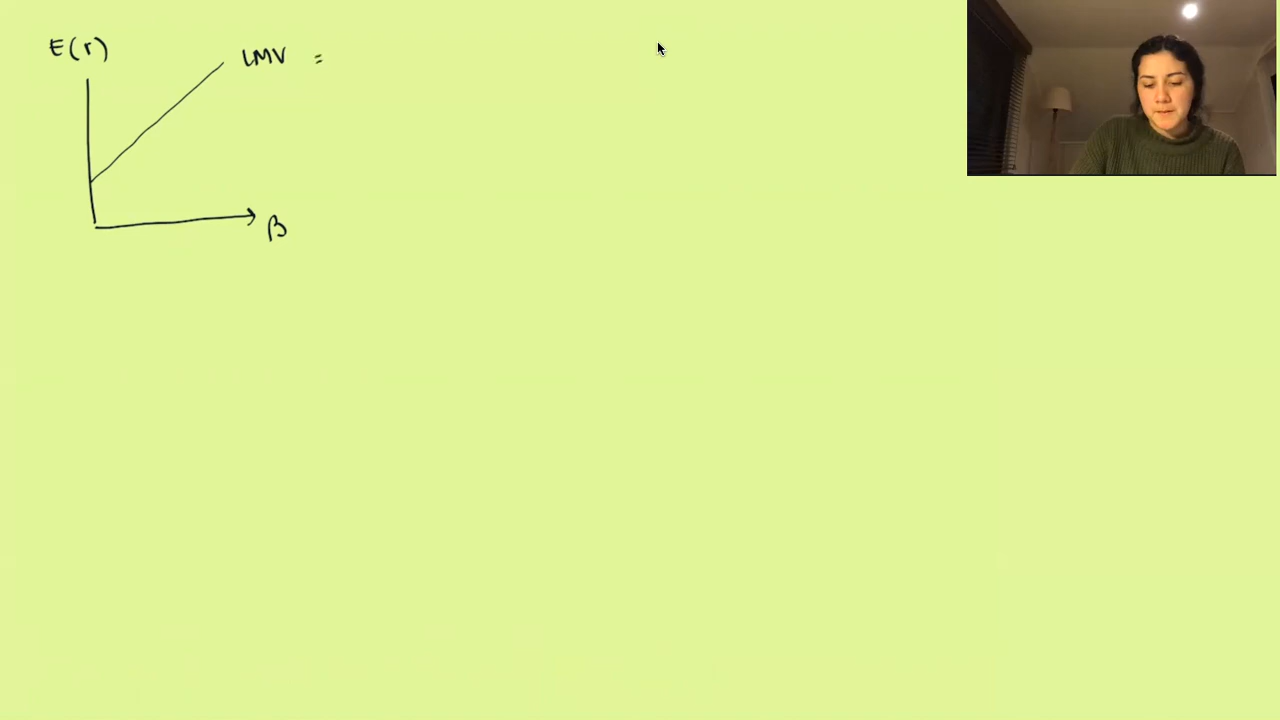 E(r)
LMV =
β